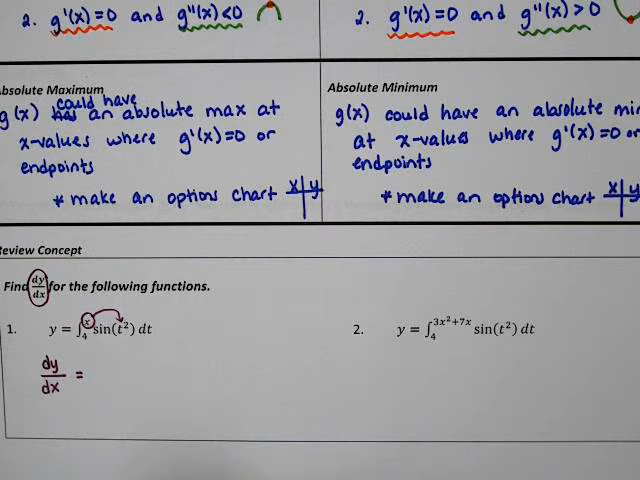 2. g'(x) = 0 and g''(x) < 0
2. g'(x) = 0 and g''(x) > 0
Absolute Maximum
could have
g(x) has an absolute max at
x-values where g'(x) = 0 or
endpoints
* make an options chart x|y
Absolute Minimum
g(x) could have an absolute min
at x-values where g'(x) = 0 or
endpoints
* make an option chart x|y
Review Concept
Find dy/dx for the following functions.
1. y = ∫₄ˣ sin(t²) dt
dy/dx =
2. y = ∫₄^(3x²+7x) sin(t²) dt